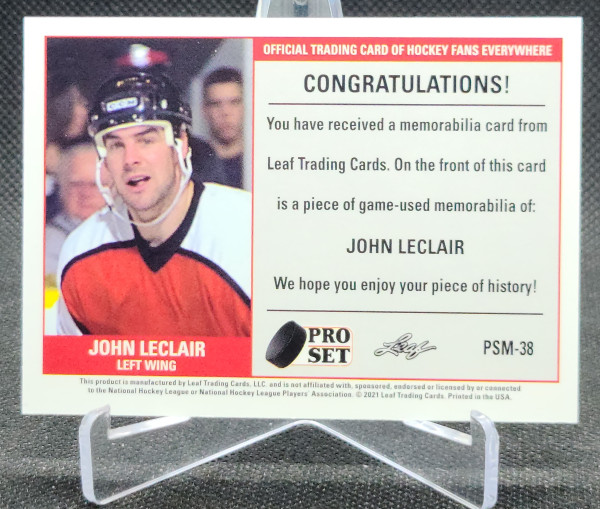 OFFICIAL TRADING CARD OF HOCKEY FANS EVERYWHERE
CONGRATULATIONS!
You have received a memorabilia card from
Leaf Trading Cards. On the front of this card
is a piece of game-used memorabilia of:
JOHN LECLAIR
We hope you enjoy your piece of history!
CCM
JOHN LECLAIR
LEFT WING
PRO
SET
Leaf
PSM-38
This product is manufactured by Leaf Trading Cards, LLC. and is not affiliated with, sponsored, endorsed or licensed by or connected
to the National Hockey League or National Hockey League Players' Association. © 2021 Leaf Trading Cards. Printed in the USA.